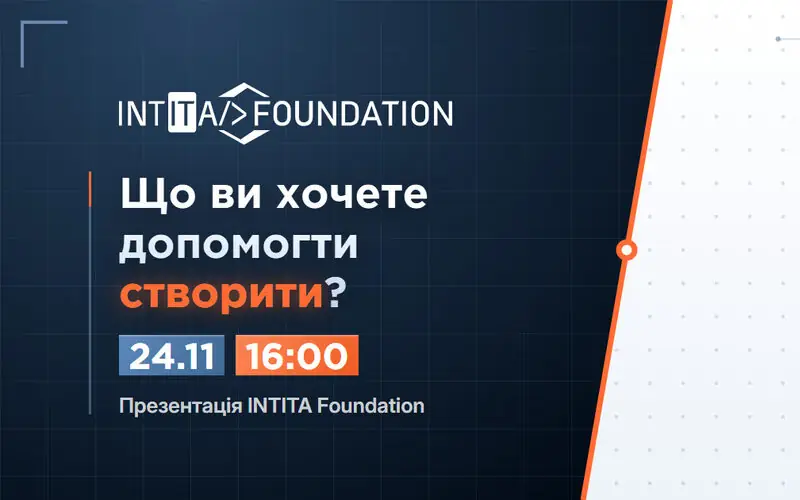 INTITA/>FOUNDATION
Що ви хочете
допомогти
створити?
24.11 16:00
Презентація INTITA Foundation